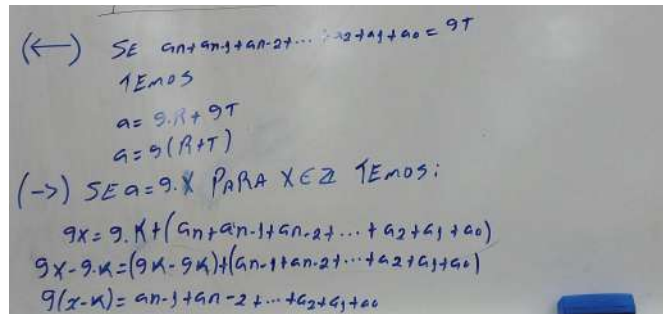 (←) SE an+an-1+an-2+...+a2+a1+a0= 9T
TEMOS
a= 9.R+9T
a=9(R+T)
(->) SE a=9.X PARA X∈Z TEMOS:
9X=9.K+(an+an-1+an-2+...+a2+a1+a0)
9X-9.K=(9K-9K)+(an-1+an-2+...+a2+a1+a0)
9(x-K)=an-1+an-2+...+a2+a1+a0